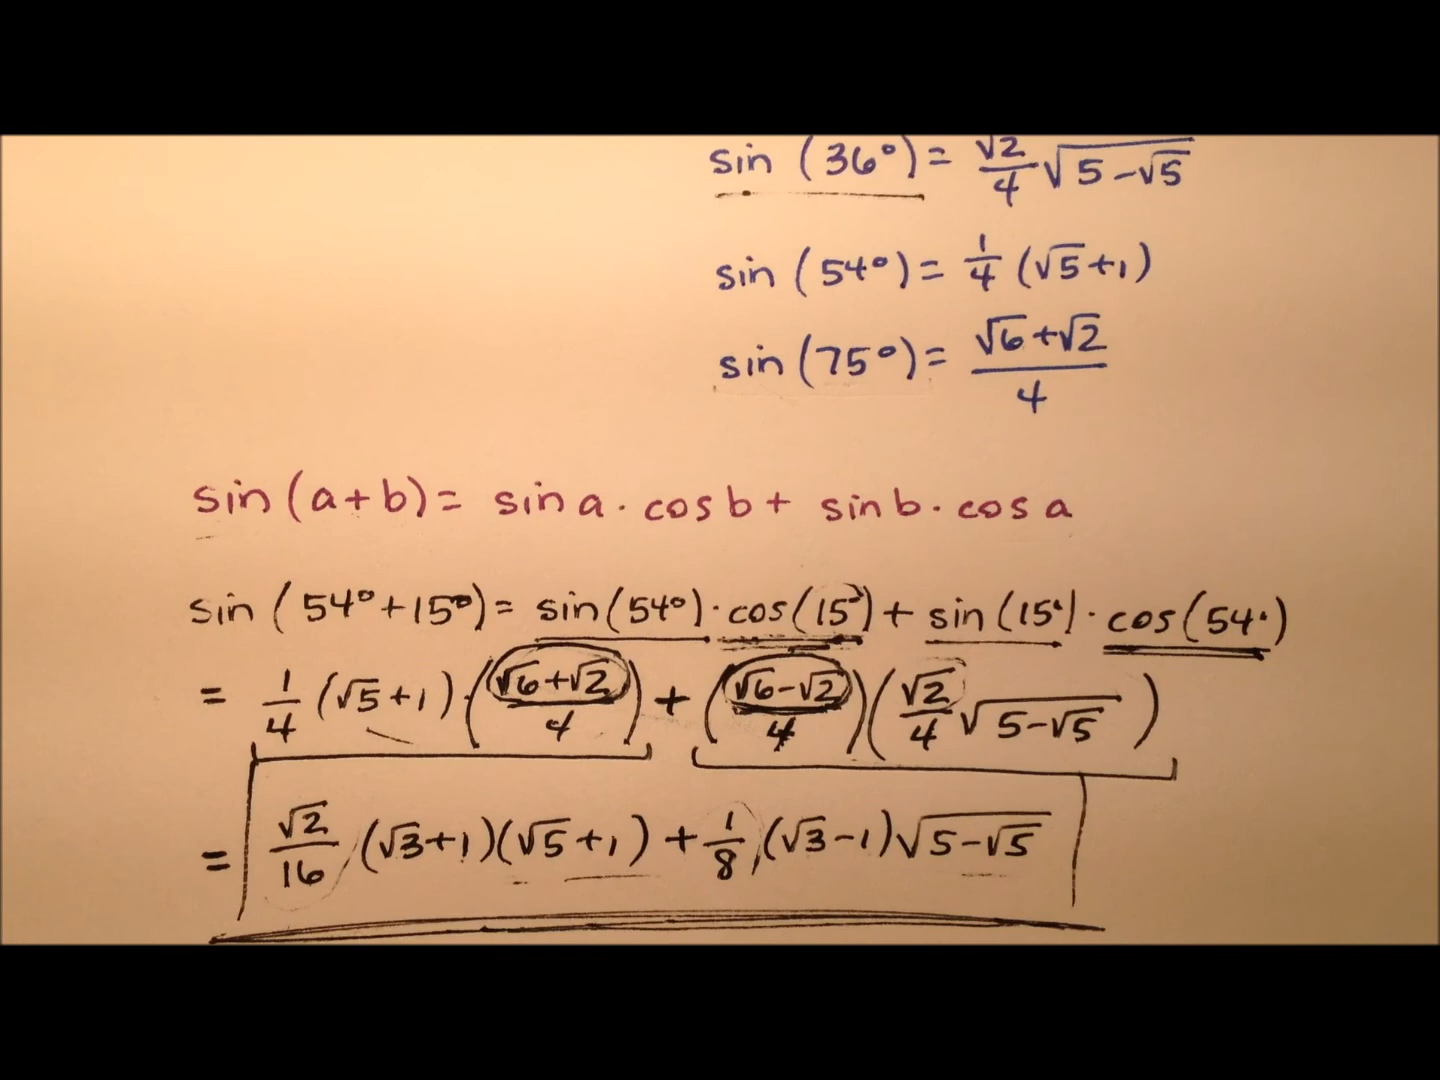 sin (36°) = √2/4 √(5-√5)
sin (54°) = 1/4 (√5+1)
sin (75°) = (√6+√2)/4
sin (a+b) = sin a · cos b + sin b · cos a
sin (54°+15°) = sin (54°) · cos (15°) + sin (15°) · cos (54°)
= 1/4 (√5+1) · ((√6+√2)/4) + ((√6-√2)/4) (√2/4 √(5-√5))
= √2/16 (√3+1)(√5+1) + 1/8 (√3-1) √(5-√5)